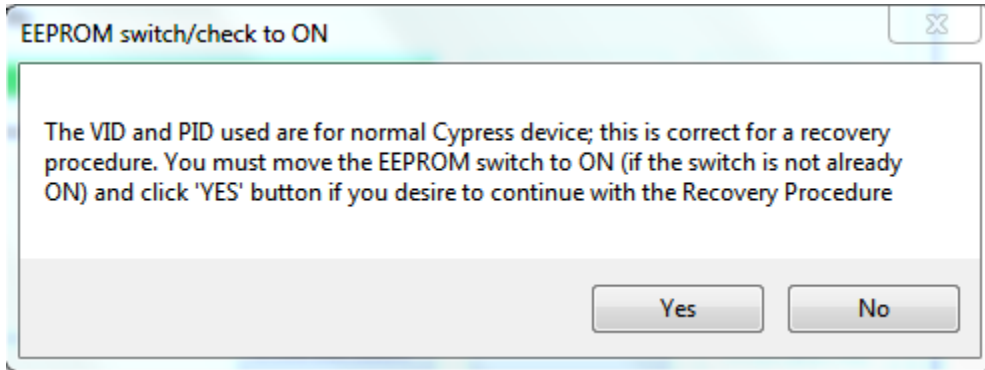 EEPROM switch/check to ON
The VID and PID used are for normal Cypress device; this is correct for a recovery
procedure. You must move the EEPROM switch to ON (if the switch is not already
ON) and click 'YES' button if you desire to continue with the Recovery Procedure
Yes
No